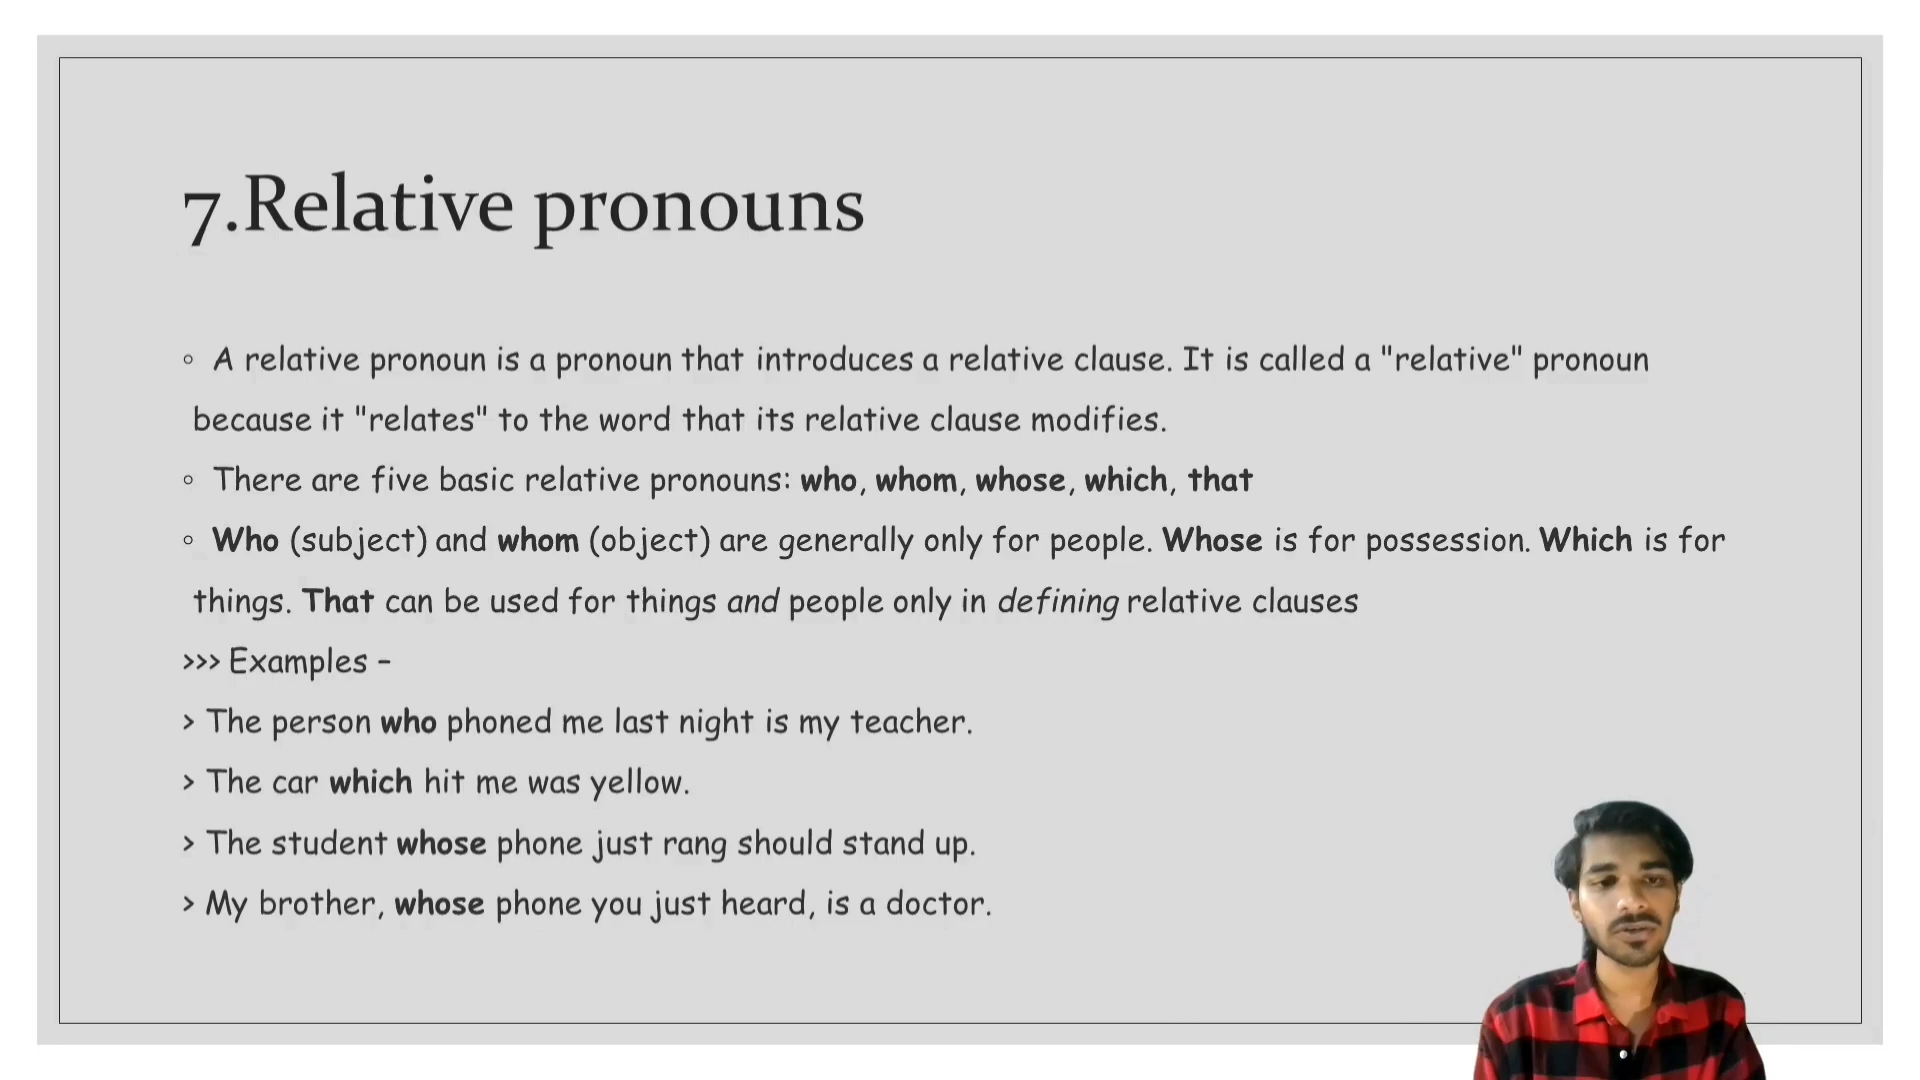 7.Relative pronouns
◦ A relative pronoun is a pronoun that introduces a relative clause. It is called a "relative" pronoun
because it "relates" to the word that its relative clause modifies.
◦ There are five basic relative pronouns: who, whom, whose, which, that
◦ Who (subject) and whom (object) are generally only for people. Whose is for possession. Which is for
things. That can be used for things and people only in defining relative clauses
>>> Examples –
> The person who phoned me last night is my teacher.
> The car which hit me was yellow.
> The student whose phone just rang should stand up.
> My brother, whose phone you just heard, is a doctor.